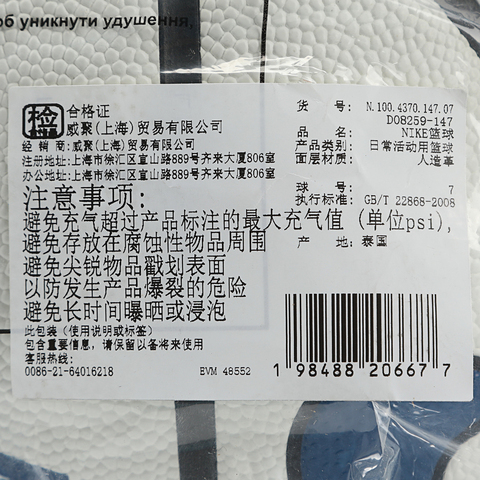 об уникнути удушення,
检 合格证
威聚(上海)贸易有限公司
经 销 商:威聚(上海)贸易有限公司
注册地址:上海市徐汇区宜山路889号齐来大厦806室
办公地址:上海市徐汇区宜山路889号齐来大厦806室
货 号: N.100.4370.147.07
DO8259-147
品 名: NIKE篮球
产品类别: 日常活动用篮球
面层材质: 人造革
球 号: 7
执行标准: GB/T 22868-2008
产 地: 泰国
注意事项:
避免充气超过产品标注的最大充气值 (单位psi),
避免存放在腐蚀性物品周围
避免尖锐物品戳划表面
以防发生产品爆裂的危险
避免长时间曝晒或浸泡
此包装(使用说明或标签)
包含重要信息, 请保留以备将来使用
客服热线:
0086-21-64016218
EVM 48552
1 98488 20667 7